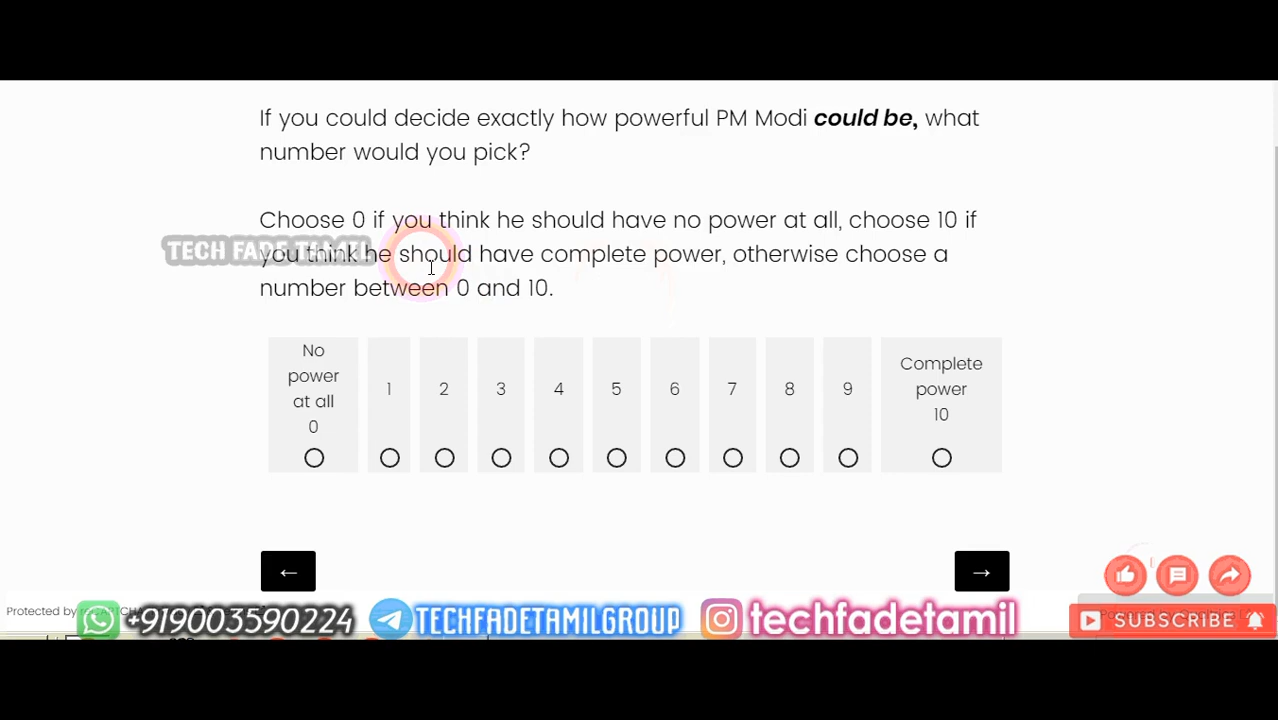 If you could decide exactly how powerful PM Modi could be, what
number would you pick?
Choose 0 if you think he should have no power at all, choose 10 if
TECH FADE TAMIL
you think he should have complete power, otherwise choose a
number between 0 and 10.
No
power
at all
0
1
2
3
4
5
6
7
8
9
Complete
power
10
←
→
Protected by reCAPTCHA
+919003590224
TECHFADETAMILGROUP
techfadetamil
SUBSCRIBE